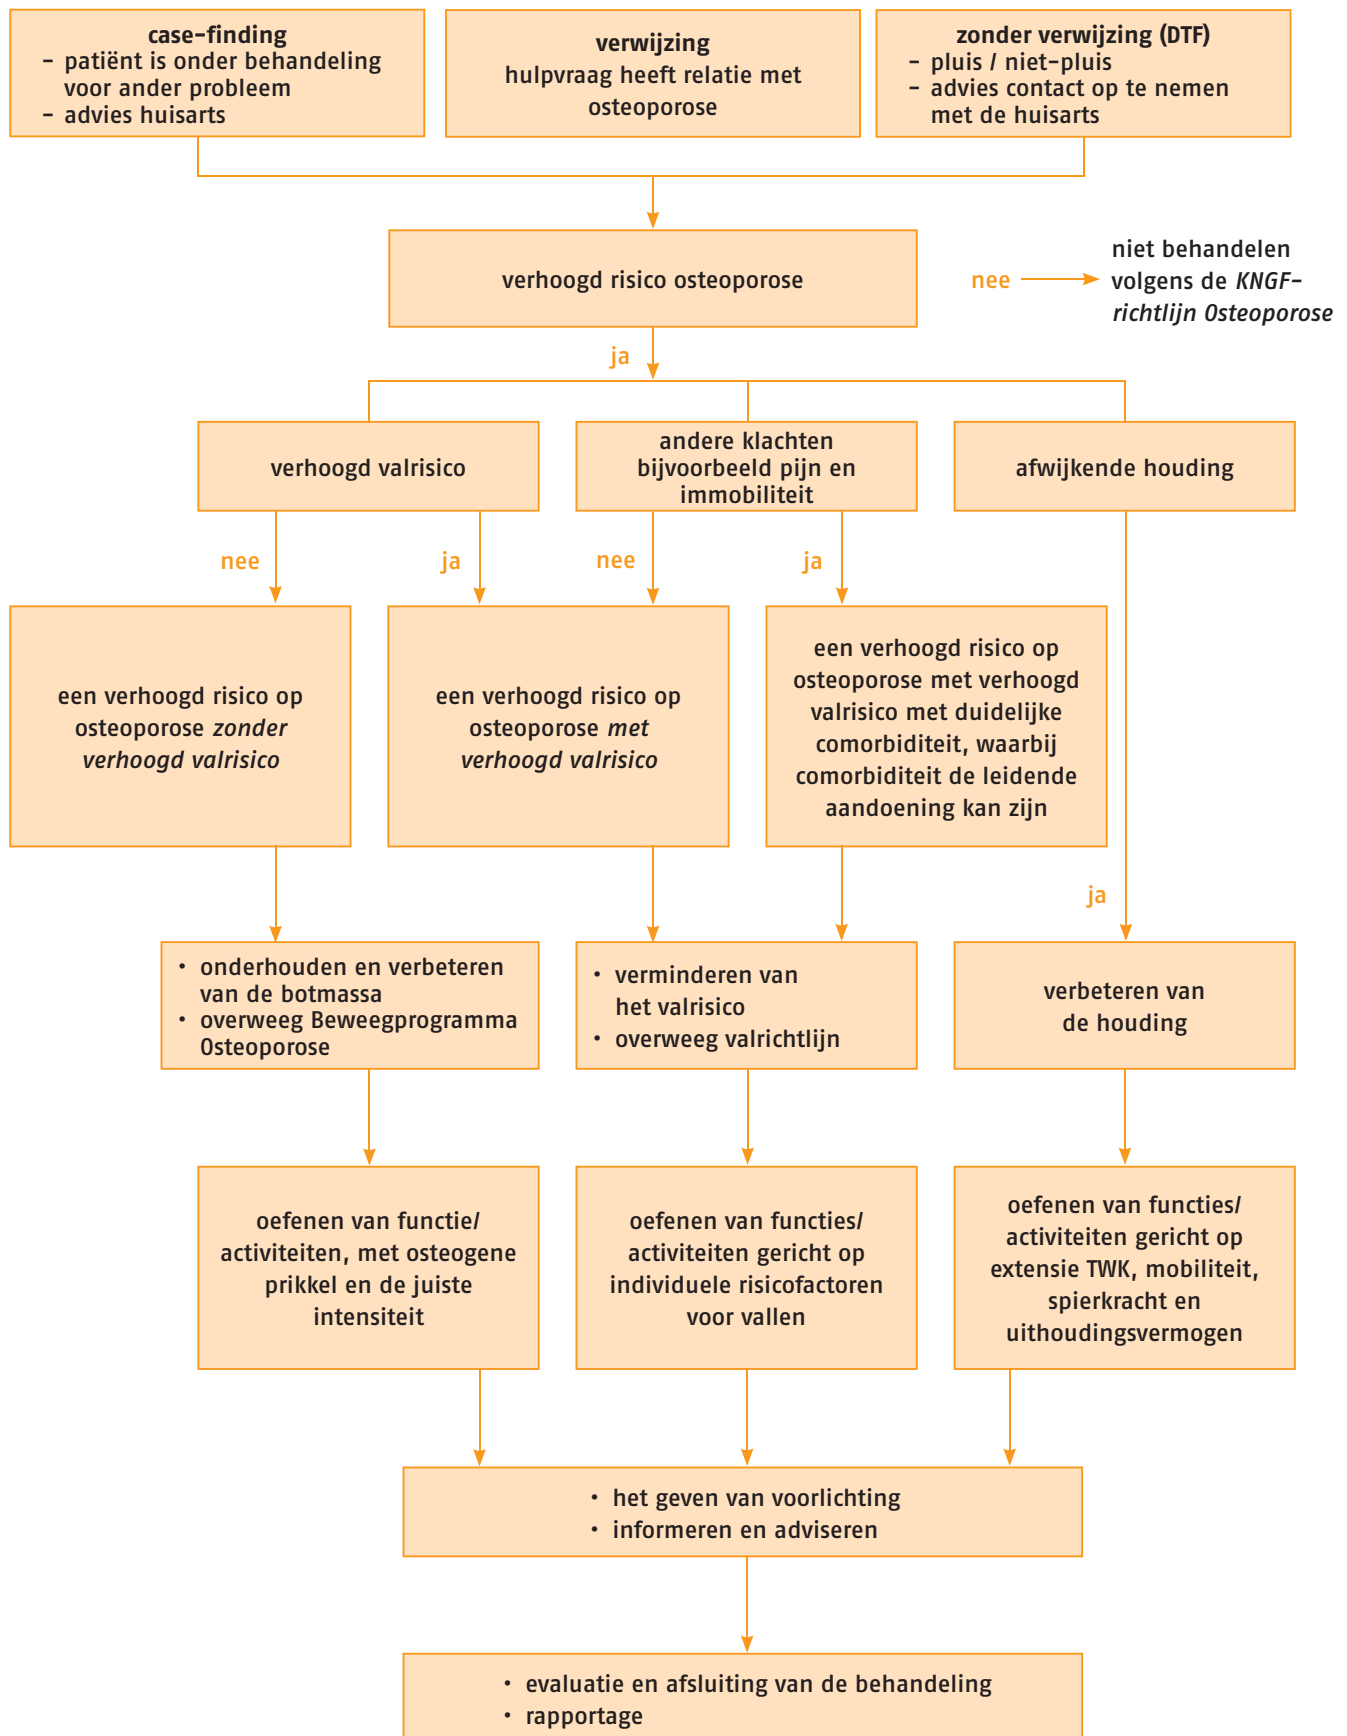 case-finding
- patiënt is onder behandeling
voor ander probleem
- advies huisarts
verwijzing
hulpvraag heeft relatie met
osteoporose
zonder verwijzing (DTF)
- pluis / niet-pluis
- advies contact op te nemen
met de huisarts
verhoogd risico osteoporose
nee
niet behandelen
volgens de KNGF-
richtlijn Osteoporose
ja
verhoogd valrisico
andere klachten
bijvoorbeeld pijn en
immobiliteit
afwijkende houding
nee
ja
nee
ja
een verhoogd risico op
osteoporose zonder
verhoogd valrisico
een verhoogd risico op
osteoporose met
verhoogd valrisico
een verhoogd risico op
osteoporose met verhoogd
valrisico met duidelijke
comorbiditeit, waarbij
comorbiditeit de leidende
aandoening kan zijn
ja
• onderhouden en verbeteren
van de botmassa
• overweeg Beweegprogramma
Osteoporose
• verminderen van
het valrisico
• overweeg valrichtlijn
verbeteren van
de houding
oefenen van functie/
activiteiten, met osteogene
prikkel en de juiste
intensiteit
oefenen van functies/
activiteiten gericht op
individuele risicofactoren
voor vallen
oefenen van functies/
activiteiten gericht op
extensie TWK, mobiliteit,
spierkracht en
uithoudingsvermogen
• het geven van voorlichting
• informeren en adviseren
• evaluatie en afsluiting van de behandeling
• rapportage